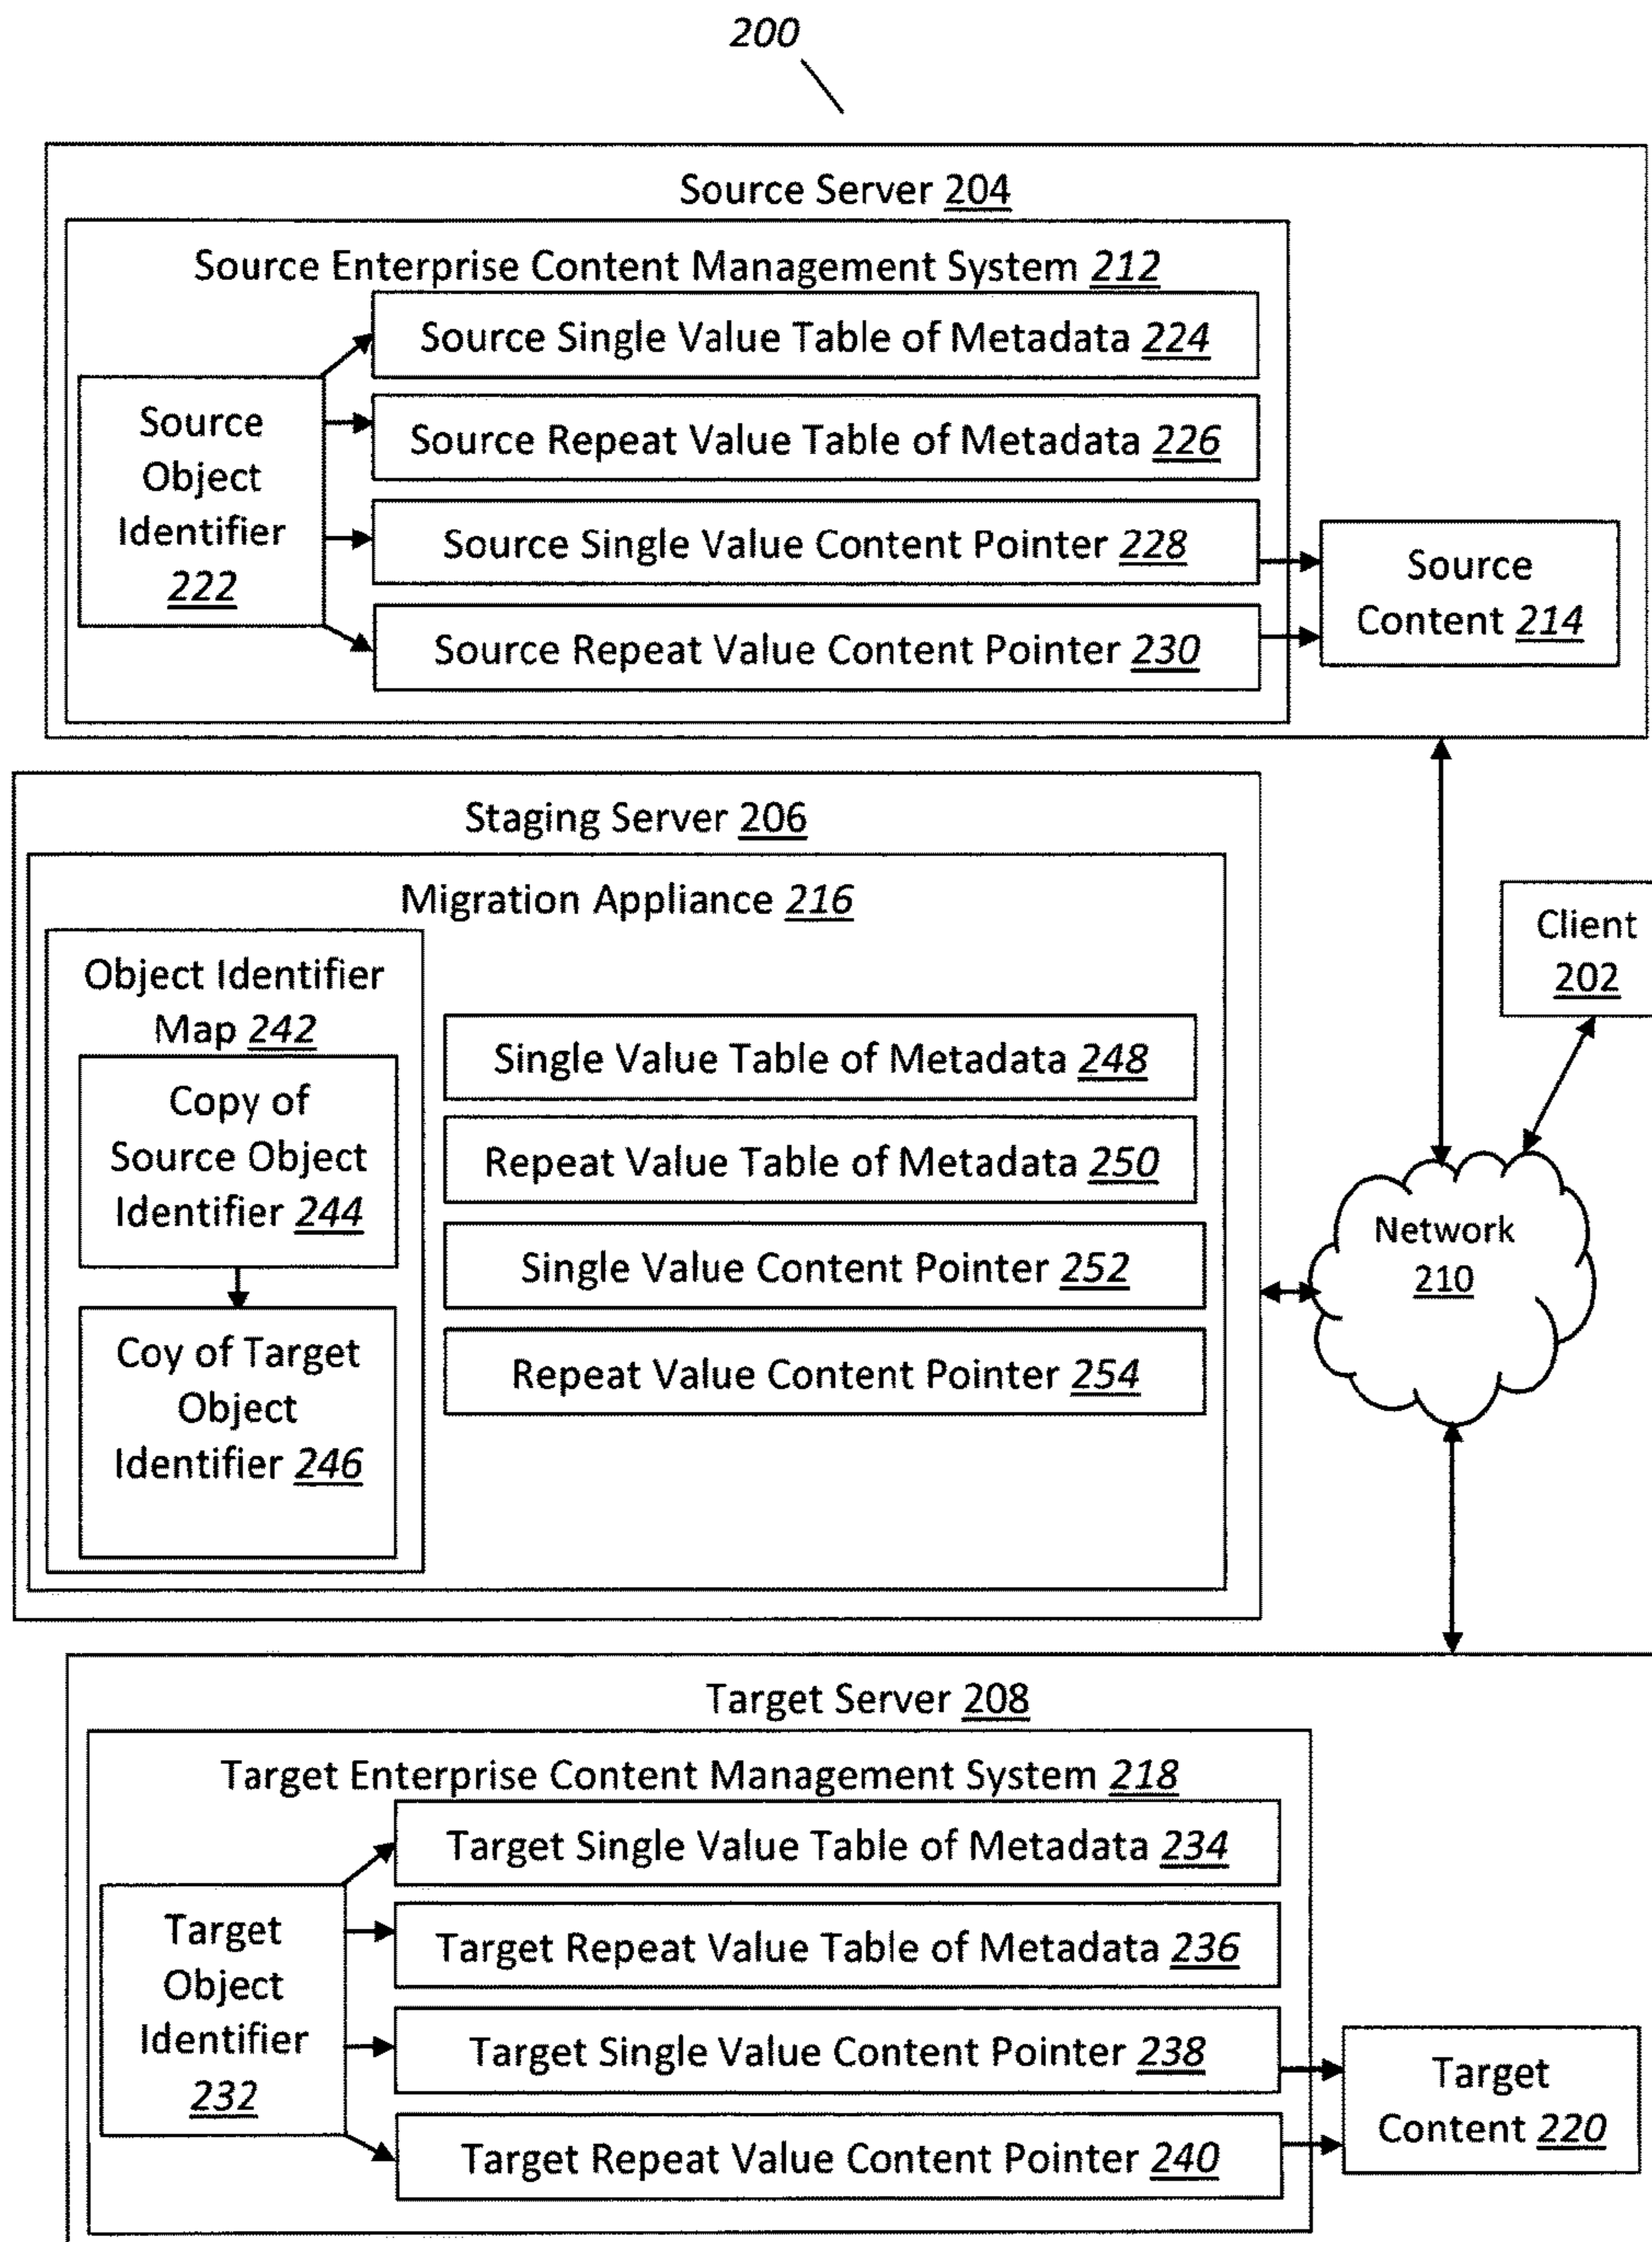 200
Source Server 204
Source Enterprise Content Management System 212
Source Single Value Table of Metadata 224
Source
Object
Identifier
222
Source Repeat Value Table of Metadata 226
Source Single Value Content Pointer 228
Source Repeat Value Content Pointer 230
Source
Content 214
Staging Server 206
Migration Appliance 216
Object Identifier
Map 242
Copy of
Source Object
Identifier 244
Coy of Target
Object
Identifier 246
Single Value Table of Metadata 248
Repeat Value Table of Metadata 250
Single Value Content Pointer 252
Repeat Value Content Pointer 254
Client
202
Network
210
Target Server 208
Target Enterprise Content Management System 218
Target Single Value Table of Metadata 234
Target
Object
Identifier
232
Target Repeat Value Table of Metadata 236
Target Single Value Content Pointer 238
Target Repeat Value Content Pointer 240
Target
Content 220